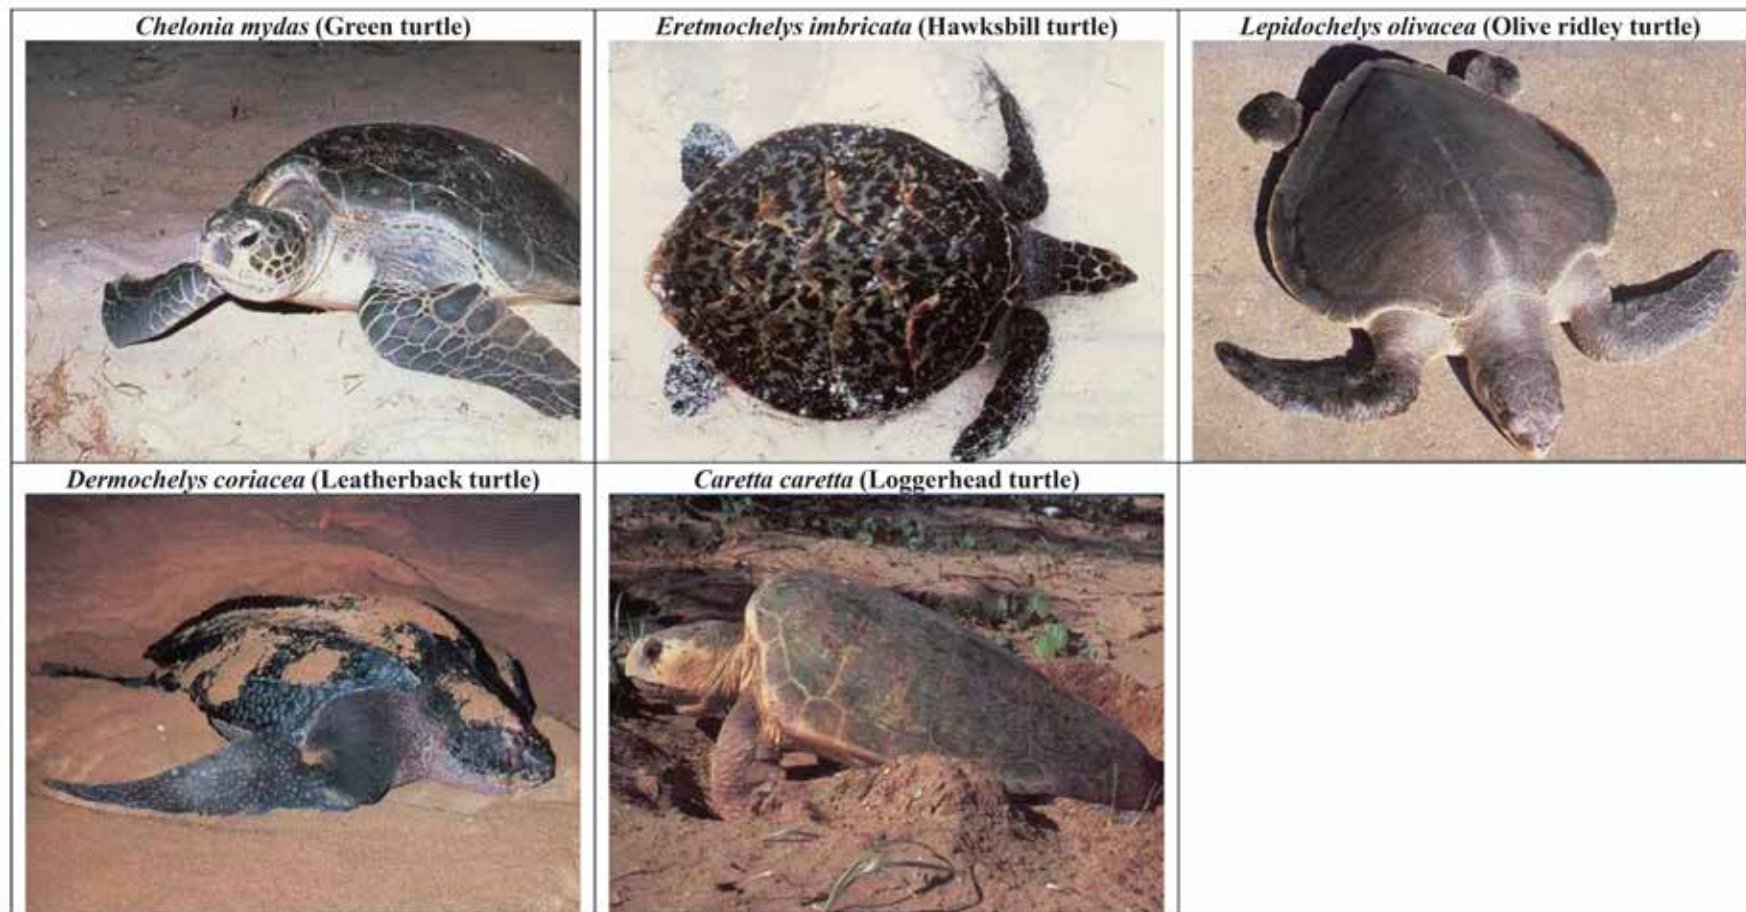 Chelonia mydas (Green turtle)
Eretmochelys imbricata (Hawksbill turtle)
Lepidochelys olivacea (Olive ridley turtle)
Dermochelys coriacea (Leatherback turtle)
Caretta caretta (Loggerhead turtle)